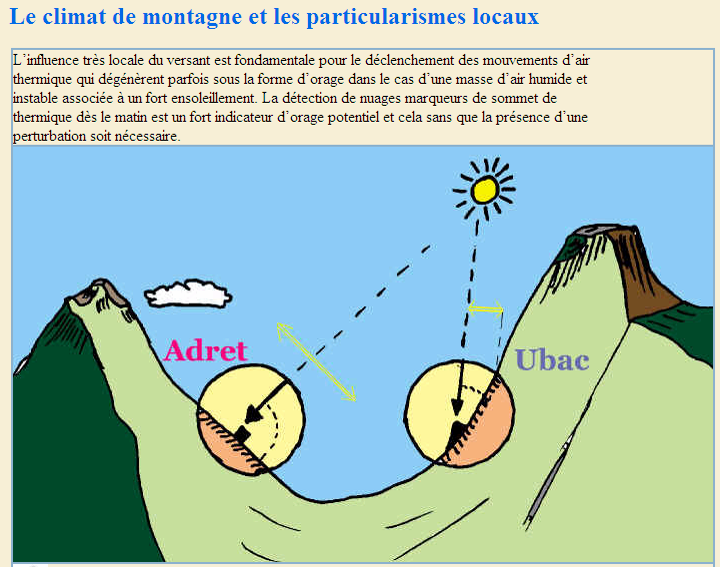 Le climat de montagne et les particularismes locaux
L'influence très locale du versant est fondamentale pour le déclenchement des mouvements d'air
thermique qui dégénèrent parfois sous la forme d'orage dans le cas d'une masse d'air humide et
instable associée à un fort ensoleillement. La détection de nuages marqueurs de sommet de
thermique dès le matin est un fort indicateur d'orage potentiel et cela sans que la présence d'une
perturbation soit nécessaire.
Adret
Ubac